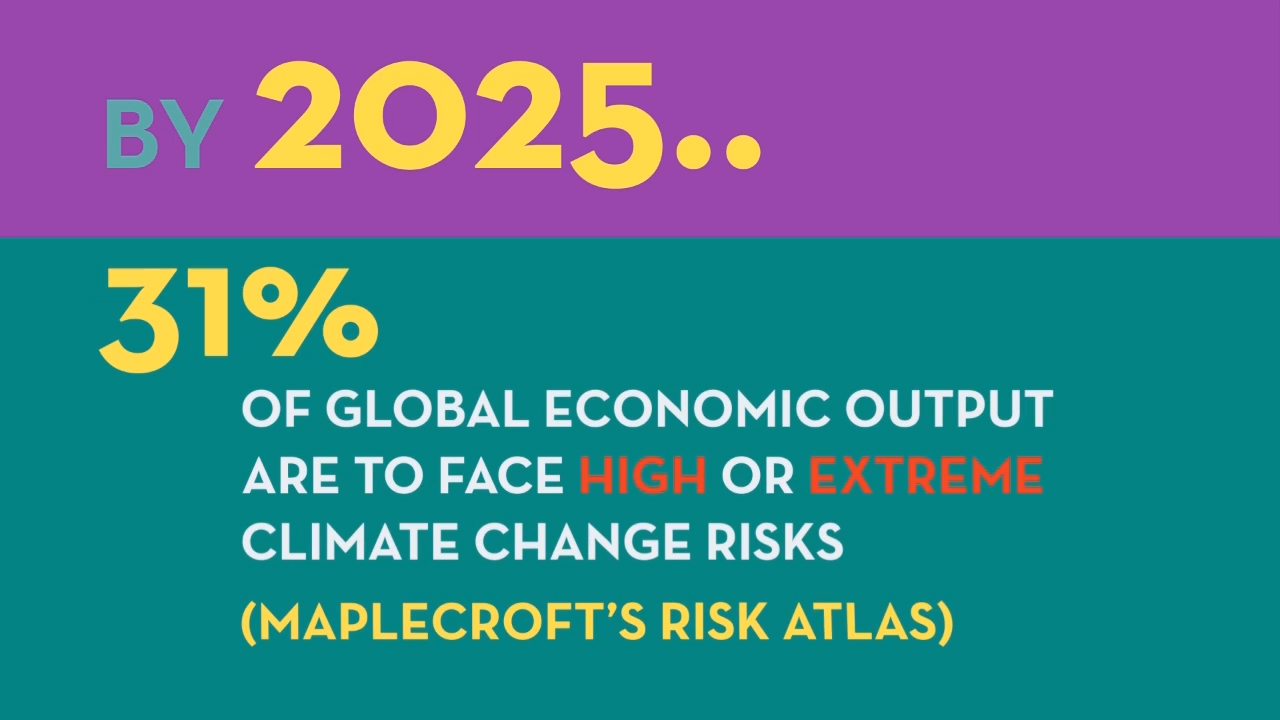 BY 2025..
31%
OF GLOBAL ECONOMIC OUTPUT
ARE TO FACE HIGH OR EXTREME
CLIMATE CHANGE RISKS
(MAPLECROFT'S RISK ATLAS)